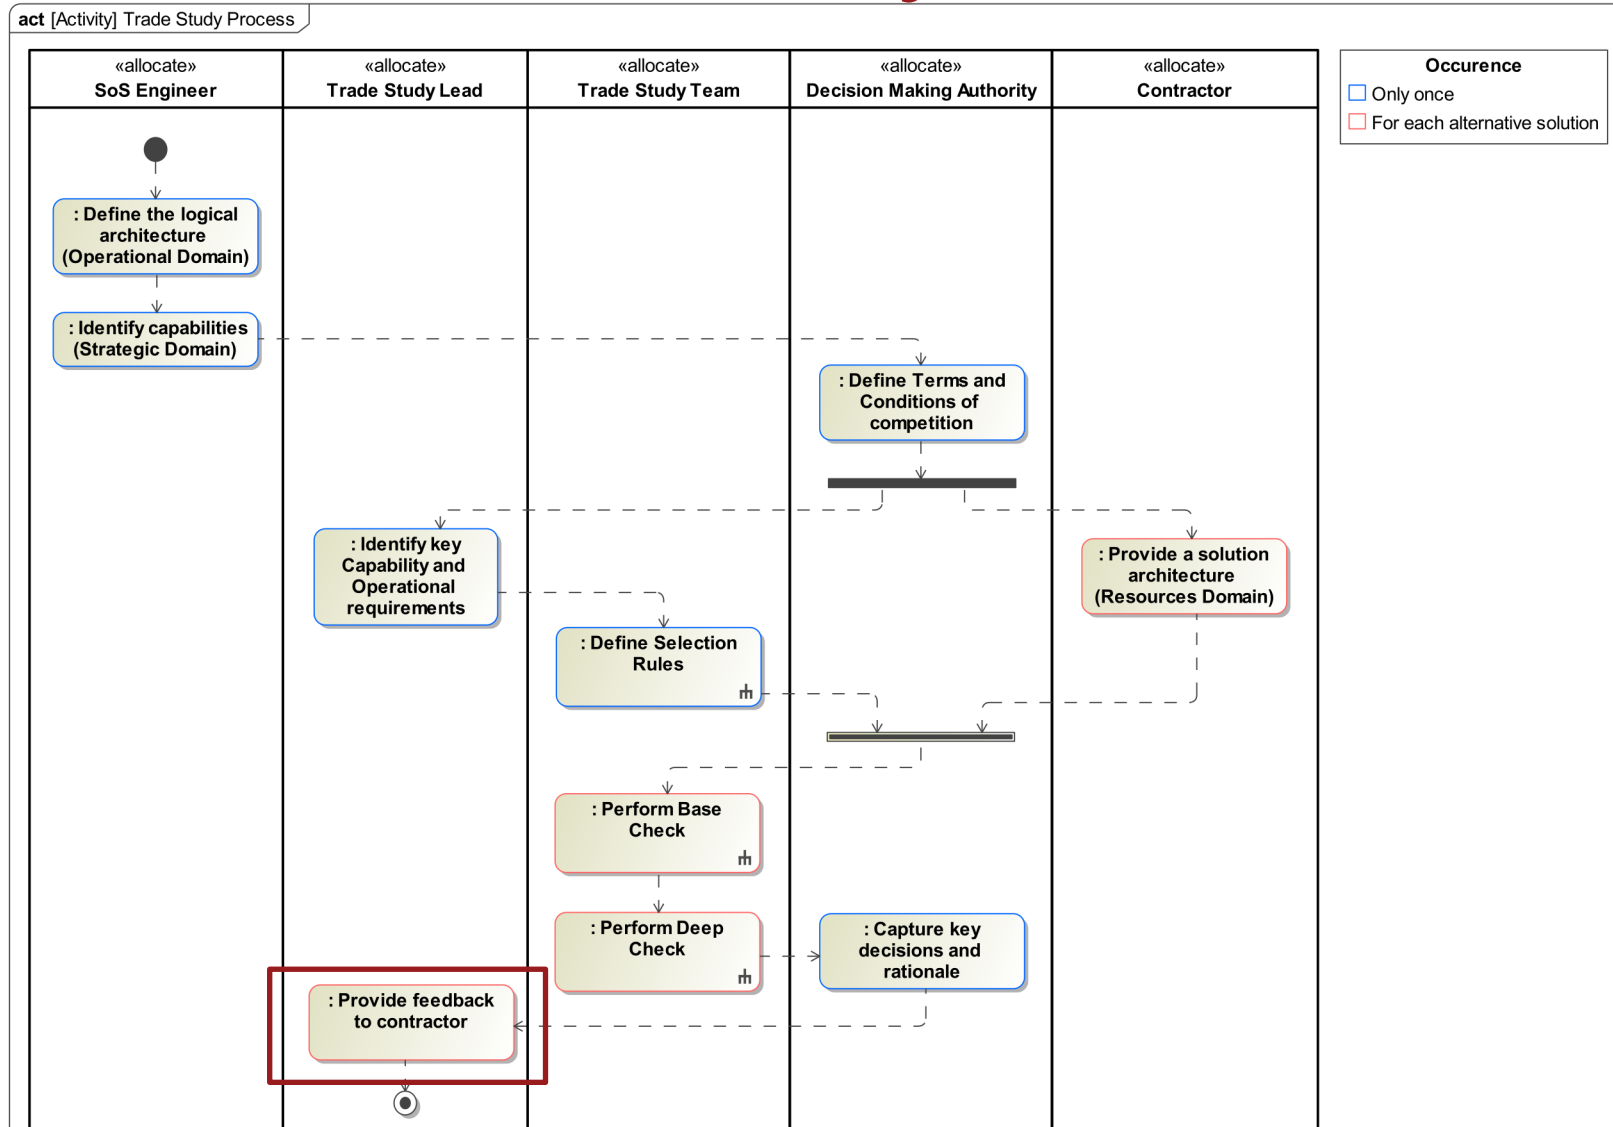 act [Activity] Trade Study Process
«allocate»
SoS Engineer
«allocate»
Trade Study Lead
«allocate»
Trade Study Team
«allocate»
Decision Making Authority
«allocate»
Contractor
Occurence
Only once
For each alternative solution
: Define the logical
architecture
(Operational Domain)
: Identify capabilities
(Strategic Domain)
: Define Terms and
Conditions of
competition
: Identify key
Capability and
Operational
requirements
: Provide a solution
architecture
(Resources Domain)
: Define Selection
Rules
: Perform Base
Check
: Perform Deep
Check
: Capture key
decisions and
rationale
: Provide feedback
to contractor